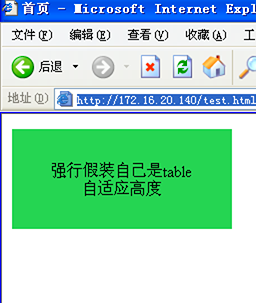 首页 - Microsoft Internet Expl
文件(F) 编辑(E) 查看(V) 收藏(A) 工
后退
地址(D) http://172.16.20.140/test.html
强行假装自己是table
自适应高度